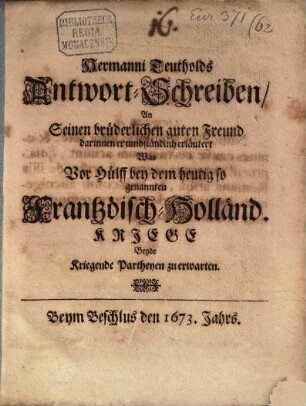 16.
Eur 371/62
BIBLIOTHECA
REGIA
MONACENSIS.
Hermanni Teutholds
Antwort-Schreiben/
An
Seinen brüderlichen guten Freund
darinnen er umbständlich erläutert
Was
Vor Hülff bey dem heutig so
genannten
Frantzöisch-Holländ.
KRIEGE
Beyde
Kriegende Partheyen zu erwarten.
Beym Beschlus den 1673. Jahrs.